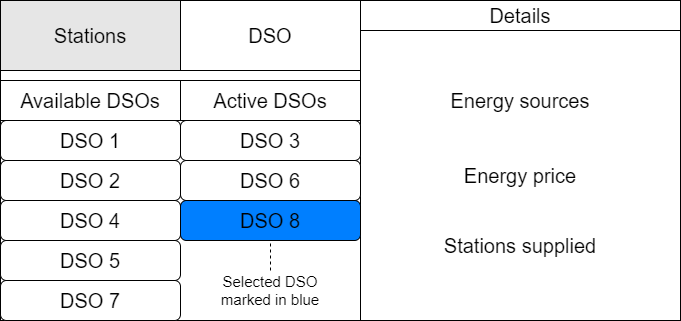 Stations
DSO
Details
Available DSOs
Active DSOs
DSO 1
DSO 3
DSO 2
DSO 6
DSO 4
DSO 8
DSO 5
DSO 7
Selected DSO
marked in blue
Energy sources
Energy price
Stations supplied